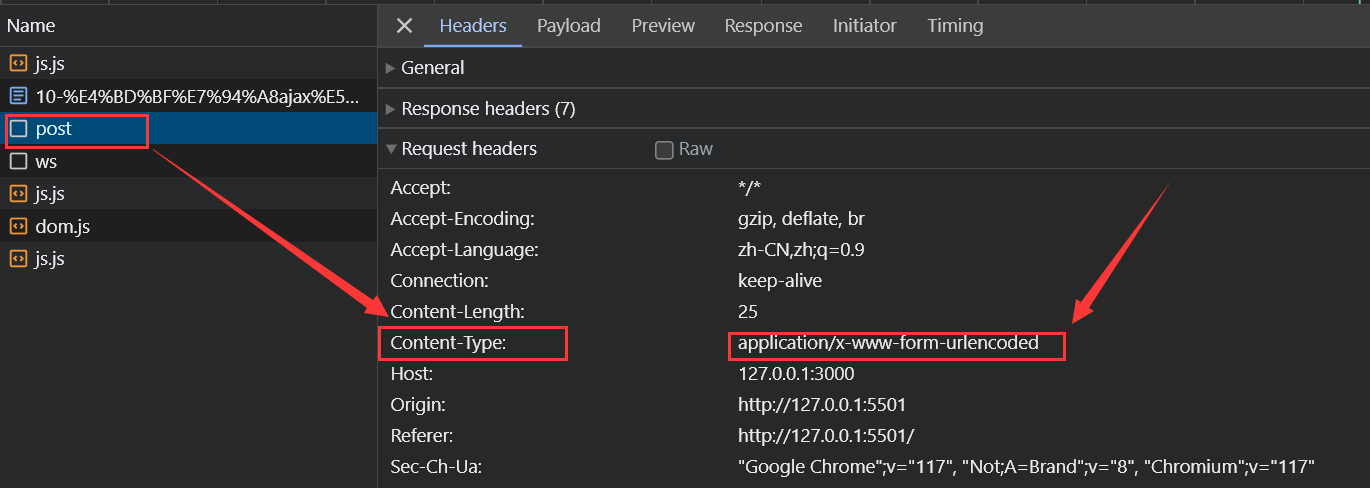 Name
js.js
10-%E4%BD%BF%E7%94%A8ajax%E5...
post
ws
js.js
dom.js
js.js
Headers Payload Preview Response Initiator Timing
General
Response headers (7)
Request headers Raw
Accept: */*
Accept-Encoding: gzip, deflate, br
Accept-Language: zh-CN,zh;q=0.9
Connection: keep-alive
Content-Length: 25
Content-Type: application/x-www-form-urlencoded
Host: 127.0.0.1:3000
Origin: http://127.0.0.1:5501
Referer: http://127.0.0.1:5501/
Sec-Ch-Ua: "Google Chrome";v="117", "Not;A=Brand";v="8", "Chromium";v="117"